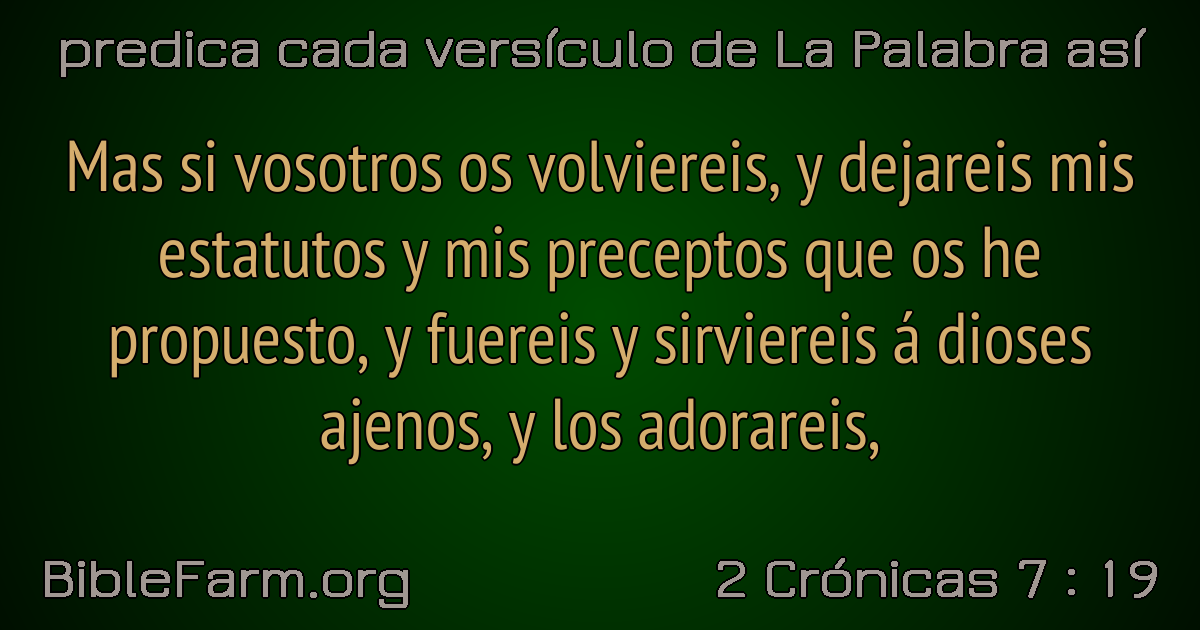 predica cada versículo de La Palabra así
Mas si vosotros os volviereis, y dejareis mis
estatutos y mis preceptos que os he
propuesto, y fuereis y sirviereis á dioses
ajenos, y los adorareis,
BibleFarm.org
2 Crónicas 7 : 19